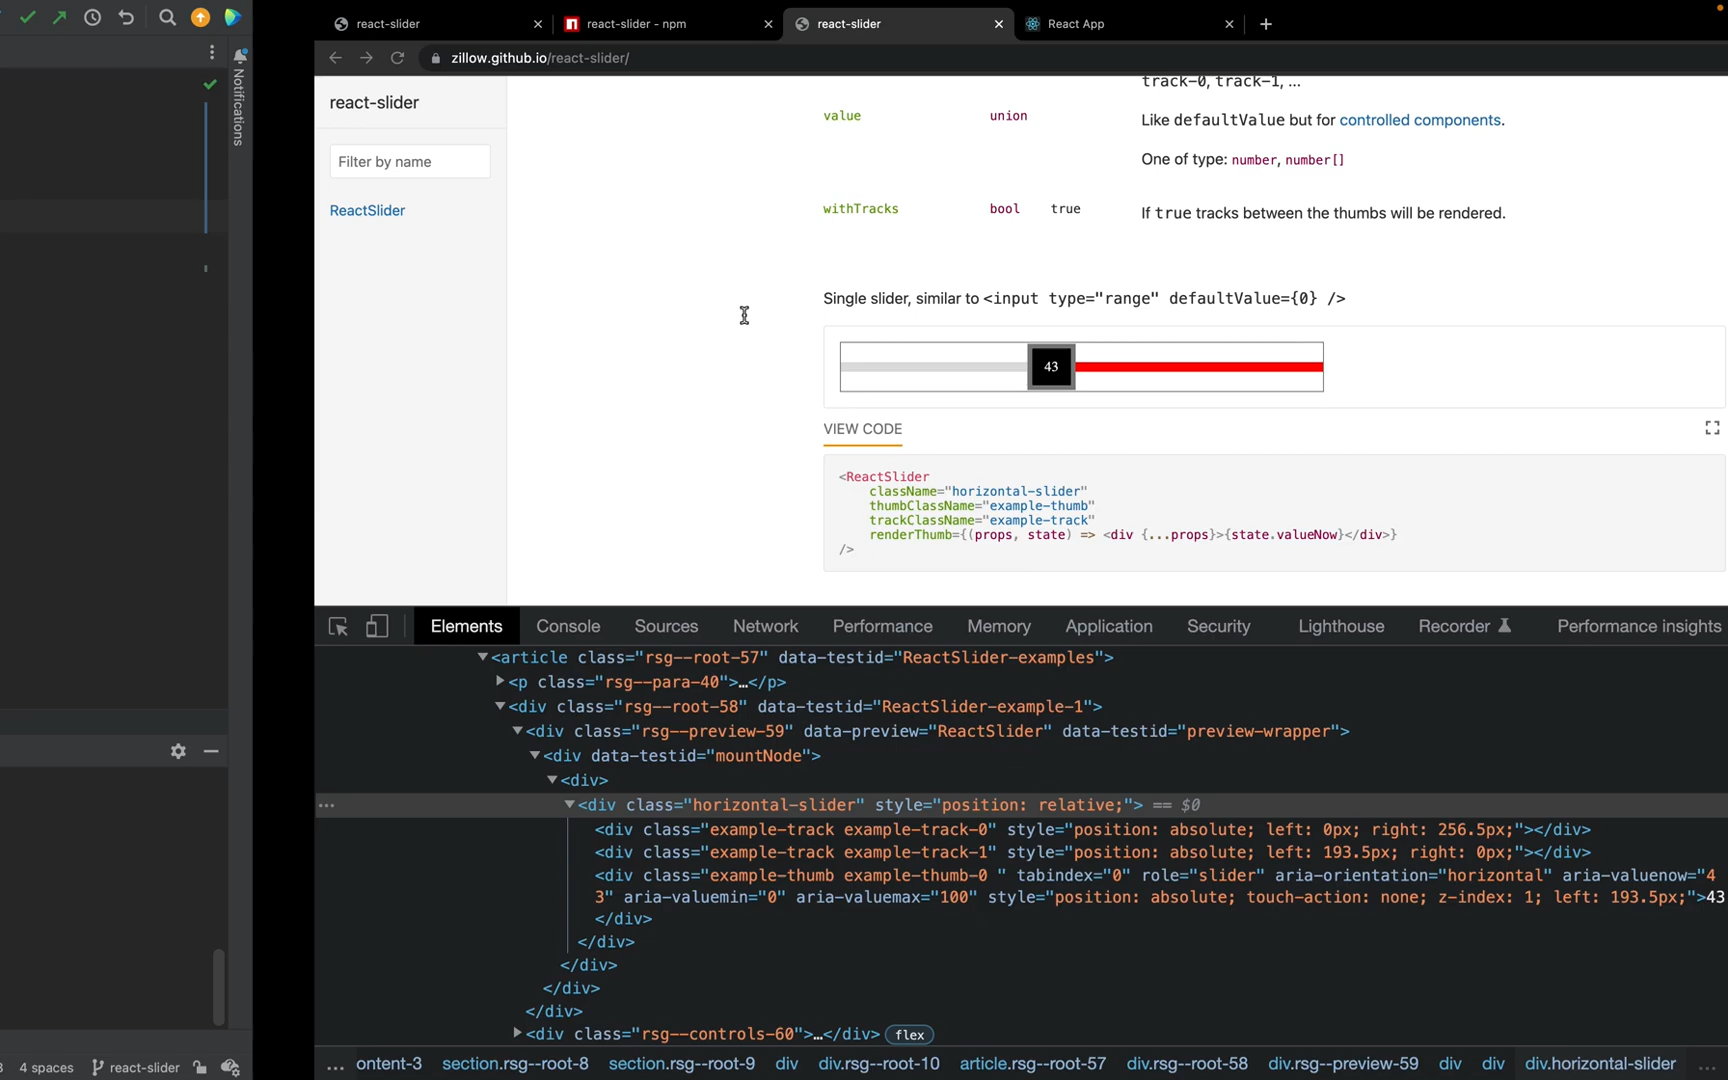 react-slider
react-slider - npm
react-slider
React App
zillow.github.io/react-slider/
Notifications
react-slider
Filter by name
ReactSlider
track-0, track-1, ...
value union Like defaultValue but for controlled components.
One of type: number, number[]
withTracks bool true If true tracks between the thumbs will be rendered.
Single slider, similar to <input type="range" defaultValue={0} />
43
VIEW CODE
<ReactSlider
className="horizontal-slider"
thumbClassName="example-thumb"
trackClassName="example-track"
renderThumb={(props, state) => <div {...props}>{state.valueNow}</div>}
/>
Elements Console Sources Network Performance Memory Application Security Lighthouse Recorder Performance insights
<article class="rsg--root-57" data-testid="ReactSlider-examples">
<p class="rsg--para-40">…</p>
<div class="rsg--root-58" data-testid="ReactSlider-example-1">
<div class="rsg--preview-59" data-preview="ReactSlider" data-testid="preview-wrapper">
<div data-testid="mountNode">
<div>
<div class="horizontal-slider" style="position: relative;"> == $0
<div class="example-track example-track-0" style="position: absolute; left: 0px; right: 256.5px;"></div>
<div class="example-track example-track-1" style="position: absolute; left: 193.5px; right: 0px;"></div>
<div class="example-thumb example-thumb-0 " tabindex="0" role="slider" aria-orientation="horizontal" aria-valuenow="4
3" aria-valuemin="0" aria-valuemax="100" style="position: absolute; touch-action: none; z-index: 1; left: 193.5px;">43
</div>
</div>
</div>
</div>
</div>
<div class="rsg--controls-60">…</div> flex
... ontent-3 section.rsg--root-8 section.rsg--root-9 div div.rsg--root-10 article.rsg--root-57 div.rsg--root-58 div.rsg--preview-59 div div div.horizontal-slider ...
4 spaces react-slider